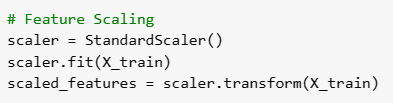 # Feature Scaling
scaler = StandardScaler()
scaler.fit(X_train)
scaled_features = scaler.transform(X_train)